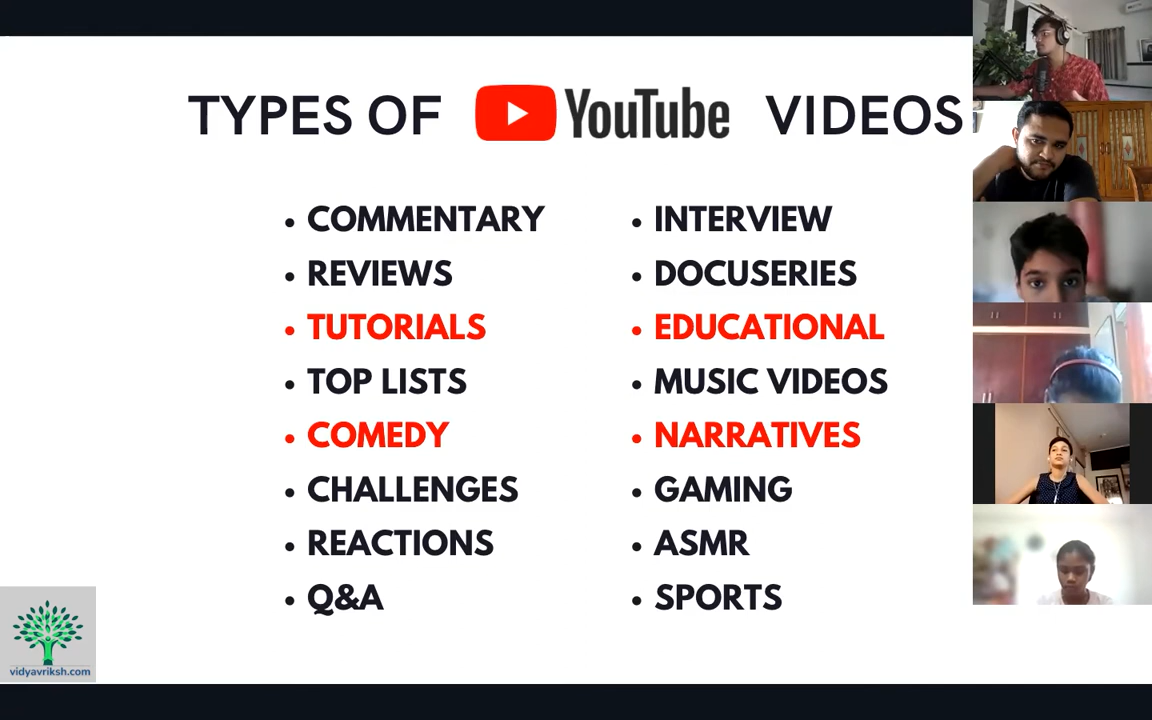 TYPES OF YouTube VIDEOS
• COMMENTARY
• REVIEWS
• TUTORIALS
• TOP LISTS
• COMEDY
• CHALLENGES
• REACTIONS
• Q&A
• INTERVIEW
• DOCUSERIES
• EDUCATIONAL
• MUSIC VIDEOS
• NARRATIVES
• GAMING
• ASMR
• SPORTS
vidyavriksh.com